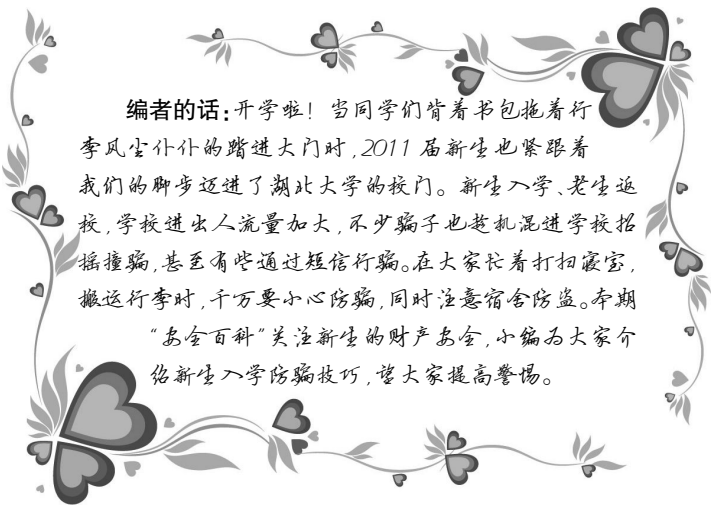 编者的话:开学啦！当同学们背着书包拖着行
李风尘仆仆的踏进大门时,2011 届新生也紧跟着
我们的脚步迈进了湖北大学的校门。新生入学、老生返
校,学校进出人流量加大,不少骗子也趁机混进学校招
摇撞骗,甚至有些通过短信行骗。在大家忙着打扫寝室,
搬运行李时,千万要小心防骗,同时注意宿舍防盗。本期
“安全百科”关注新生的财产安全,小编为大家介
绍新生入学防骗技巧,望大家提高警惕。